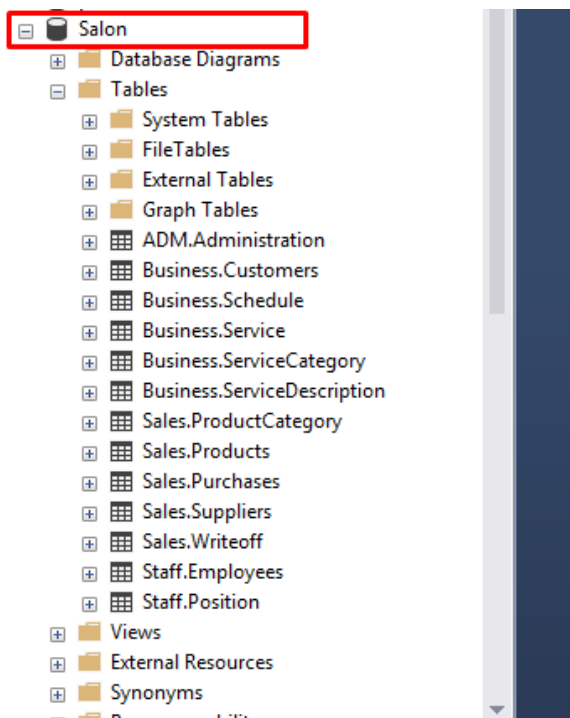 Salon
Database Diagrams
Tables
System Tables
FileTables
External Tables
Graph Tables
ADM.Administration
Business.Customers
Business.Schedule
Business.Service
Business.ServiceCategory
Business.ServiceDescription
Sales.ProductCategory
Sales.Products
Sales.Purchases
Sales.Suppliers
Sales.Writeoff
Staff.Employees
Staff.Position
Views
External Resources
Synonyms